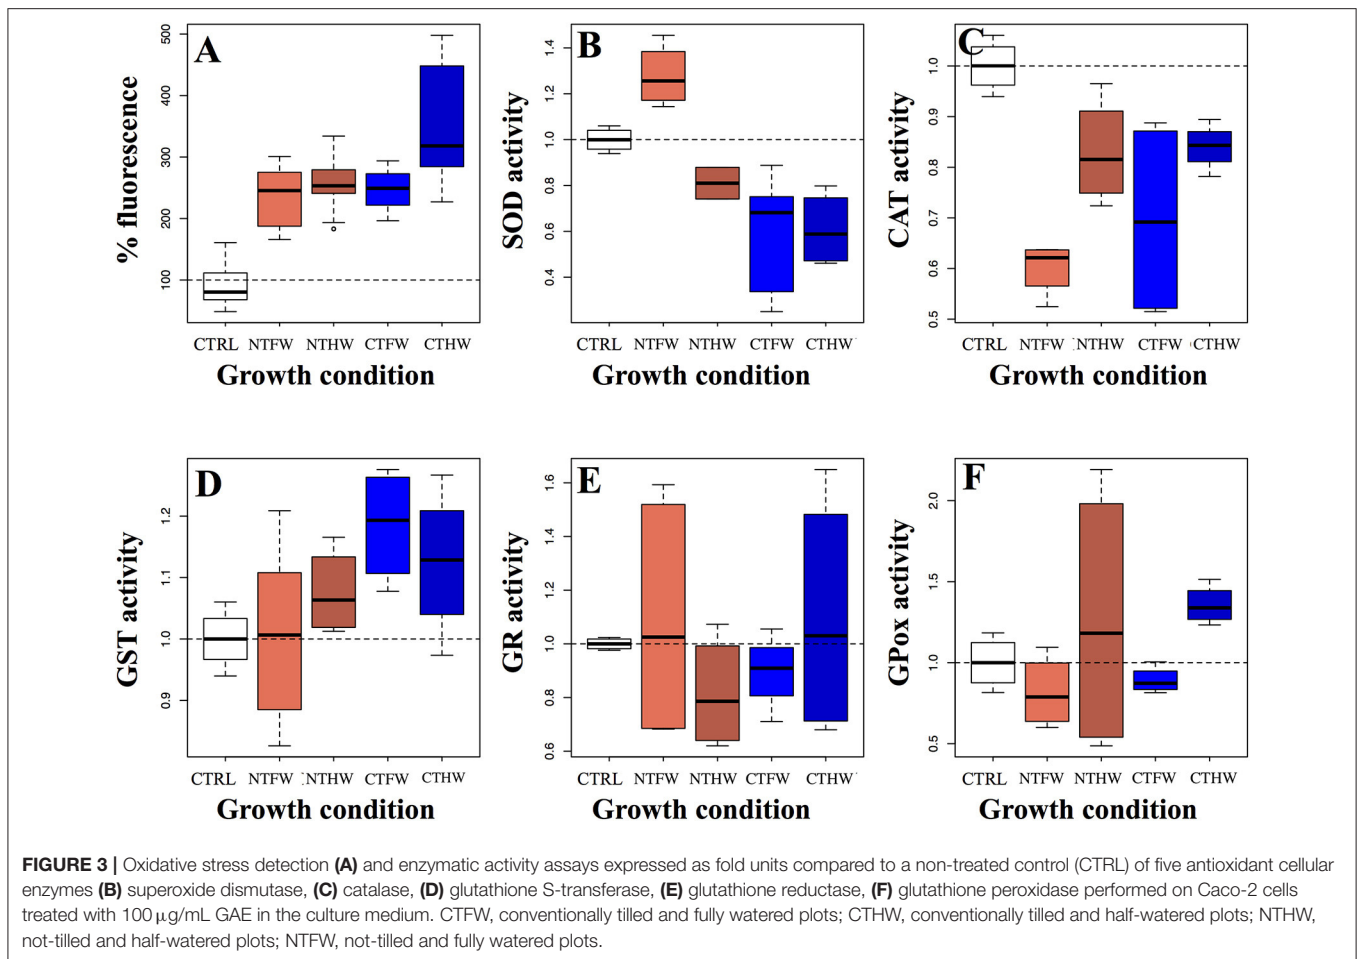 A
% fluorescence
500
400
300
200
100
CTRL NTFW NTHW CTFW CTHW
Growth condition
B
SOD activity
1.4
1.2
1.0
0.8
0.6
0.4
CTRL NTFW NTHW CTFW CTHW
Growth condition
C
CAT activity
1.0
0.9
0.8
0.7
0.6
0.5
CTRL NTFW NTHW CTFW CTHW
Growth condition
D
GST activity
1.2
1.1
1.0
0.9
CTRL NTFW NTHW CTFW CTHW
Growth condition
E
GR activity
1.6
1.4
1.2
1.0
0.8
0.6
CTRL NTFW NTHW CTFW CTHW
Growth condition
F
GPox activity
2.0
1.5
1.0
0.5
CTRL NTFW NTHW CTFW CTHW
Growth condition
FIGURE 3 | Oxidative stress detection (A) and enzymatic activity assays expressed as fold units compared to a non-treated control (CTRL) of five antioxidant cellular
enzymes (B) superoxide dismutase, (C) catalase, (D) glutathione S-transferase, (E) glutathione reductase, (F) glutathione peroxidase performed on Caco-2 cells
treated with 100 μg/mL GAE in the culture medium. CTFW, conventionally tilled and fully watered plots; CTHW, conventionally tilled and half-watered plots; NTHW,
not-tilled and half-watered plots; NTFW, not-tilled and fully watered plots.